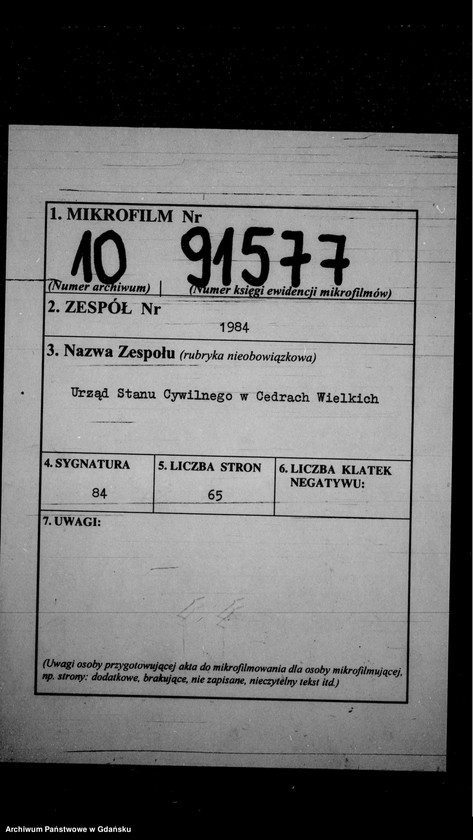 1. MIKROFILM Nr
10 91577
(Numer archiwum) | (Numer księgi ewidencji mikrofilmów)
2. ZESPÓŁ Nr
1984
3. Nazwa Zespołu (rubryka nieobowiązkowa)
Urząd Stanu Cywilnego w Cedrach Wielkich
4. SYGNATURA
84
5. LICZBA STRON
65
6. LICZBA KLATEK
NEGATYWU:
7. UWAGI:
(Uwagi osoby przygotowującej akta do mikrofilmowania dla osoby mikrofilmującej,
np. strony: dodatkowe, brakujące, nie zapisane, nieczytelny tekst itd.)
Archiwum Państwowe w Gdańsku